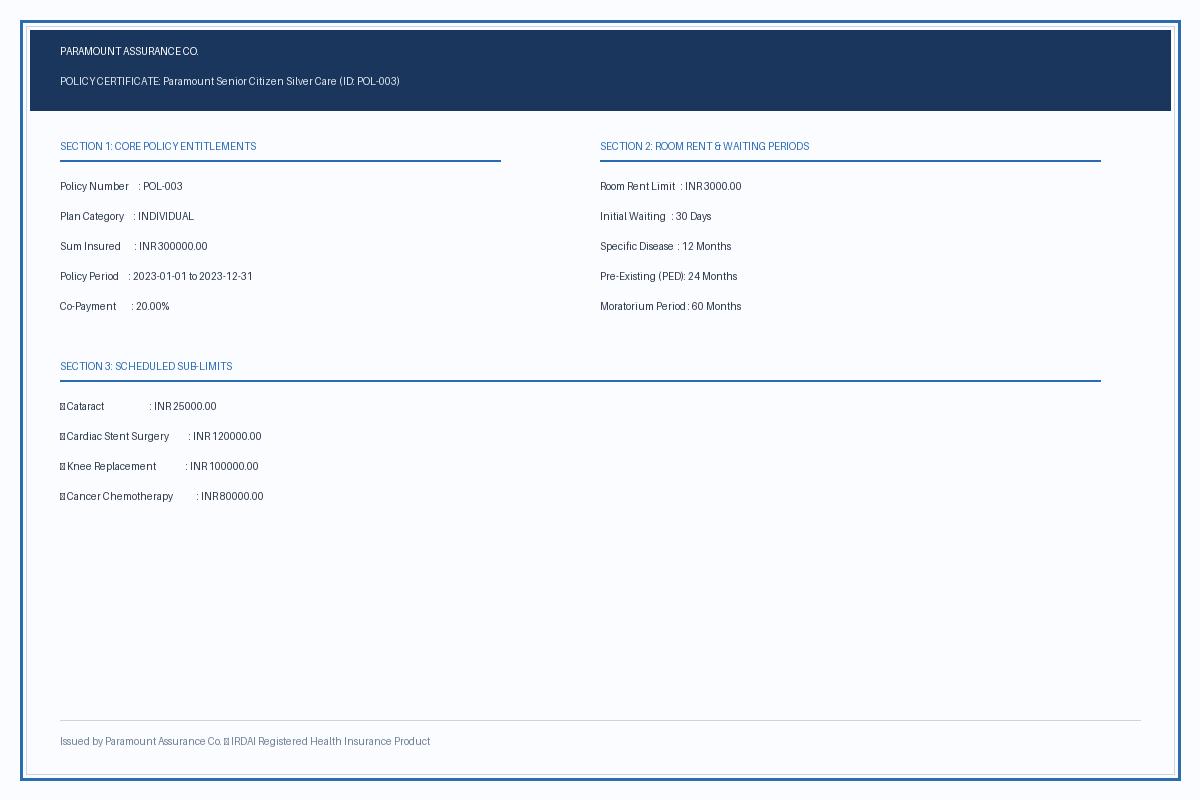 PARAMOUNT ASSURANCE CO.
POLICY CERTIFICATE: Paramount Senior Citizen Silver Care (ID: POL-003)
SECTION 1: CORE POLICY ENTITLEMENTS
Policy Number : POL-003
Plan Category : INDIVIDUAL
Sum Insured : INR 300000.00
Policy Period : 2023-01-01 to 2023-12-31
Co-Payment : 20.00%
SECTION 2: ROOM RENT & WAITING PERIODS
Room Rent Limit : INR 3000.00
Initial Waiting : 30 Days
Specific Disease : 12 Months
Pre-Existing (PED): 24 Months
Moratorium Period : 60 Months
SECTION 3: SCHEDULED SUB-LIMITS
Cataract : INR 25000.00
Cardiac Stent Surgery : INR 120000.00
Knee Replacement : INR 100000.00
Cancer Chemotherapy : INR 80000.00
Issued by Paramount Assurance Co. IRDAI Registered Health Insurance Product